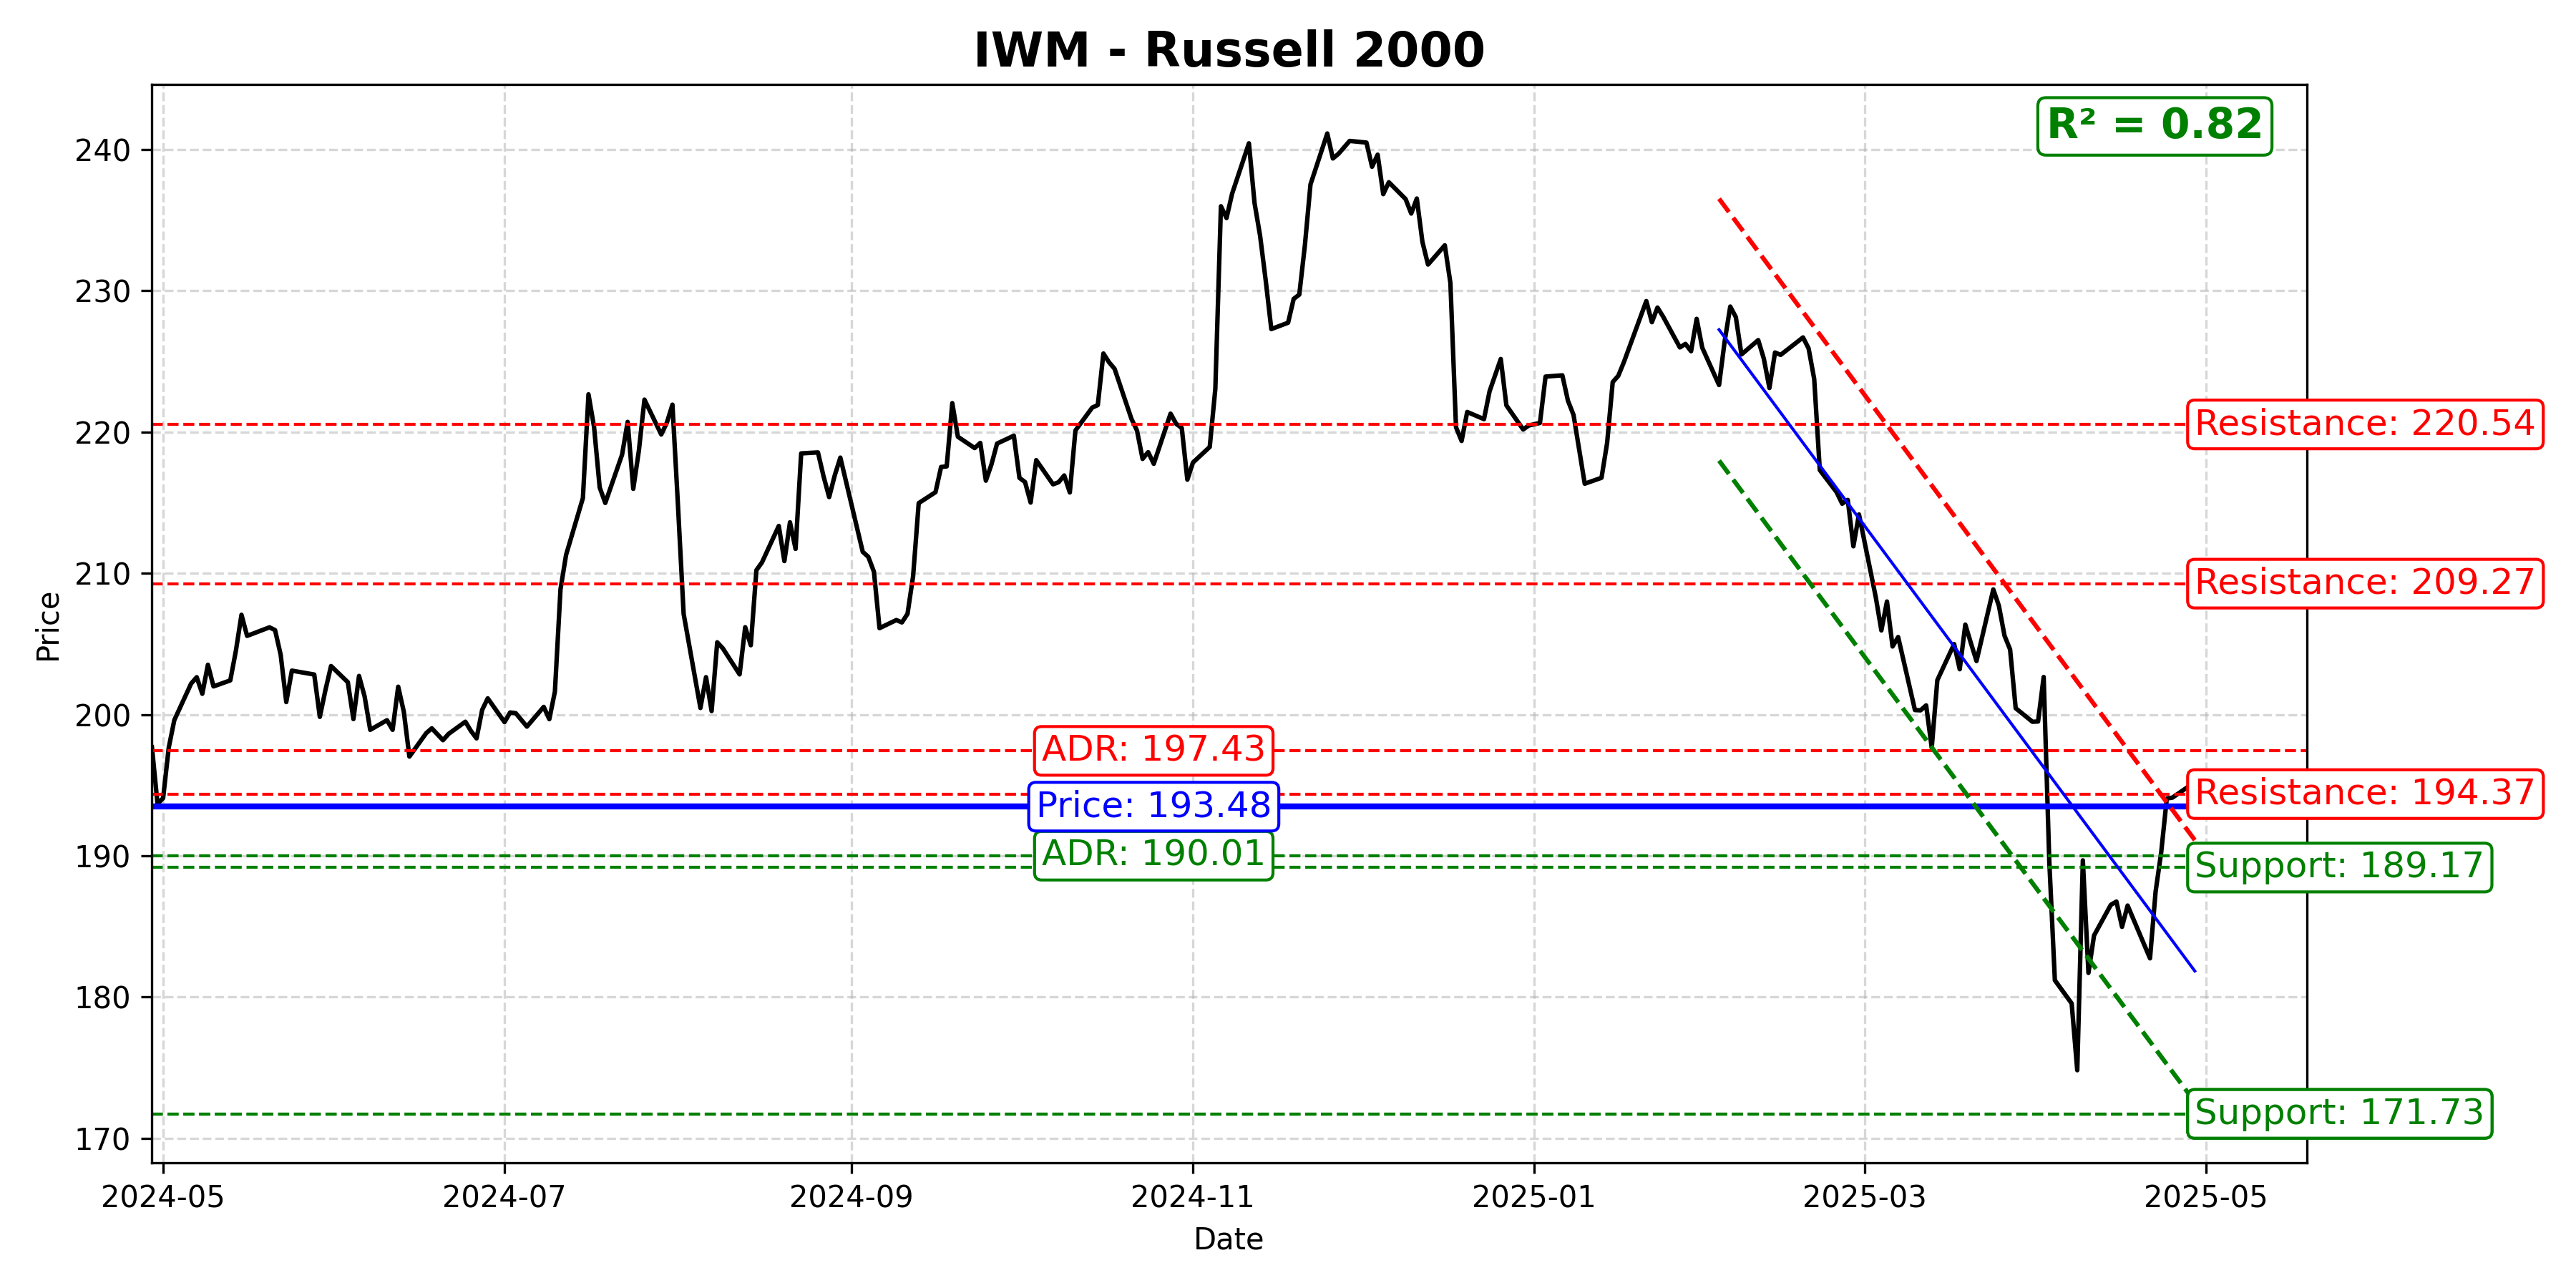 IWM - Russell 2000
R² = 0.82
240
230
220
210
200
190
180
170
Price
Resistance: 220.54
Resistance: 209.27
ADR: 197.43
Resistance: 194.37
Price: 193.48
ADR: 190.01
Support: 189.17
Support: 171.73
2024-05
2024-07
2024-09
2024-11
2025-01
2025-03
2025-05
Date